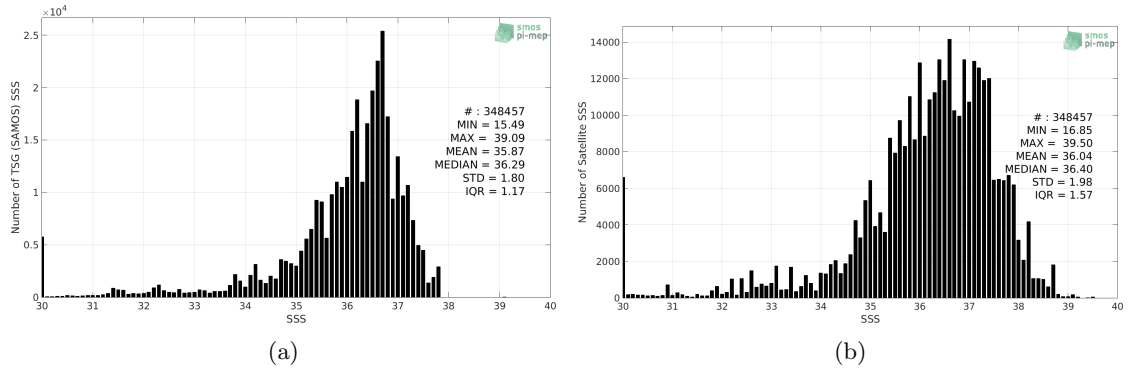 ×10⁴
2.5
2
1.5
1
0.5
0
Number of TSG (SAMOS) SSS
30 31 32 33 34 35 36 37 38 39 40
SSS
smos
pi-mep
# : 348457
MIN = 15.49
MAX = 39.09
MEAN = 35.87
MEDIAN = 36.29
STD = 1.80
IQR = 1.17
(a)
14000
12000
10000
8000
6000
4000
2000
0
Number of Satellite SSS
30 31 32 33 34 35 36 37 38 39 40
SSS
smos
pi-mep
# : 348457
MIN = 16.85
MAX = 39.50
MEAN = 36.04
MEDIAN = 36.40
STD = 1.98
IQR = 1.57
(b)